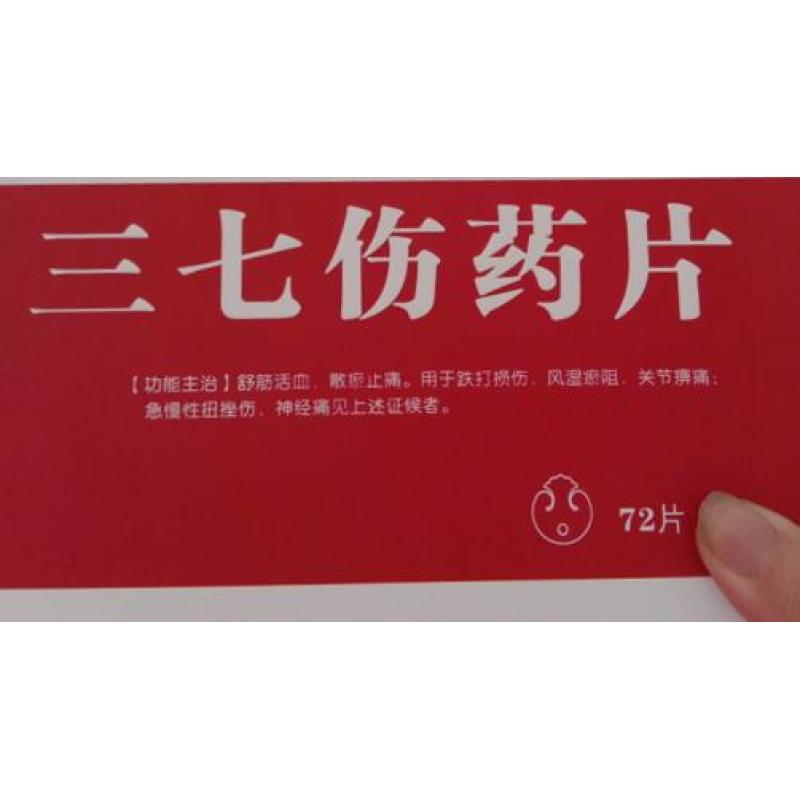 三七伤药片
【功能主治】舒筋活血、散瘀止痛。用于跌打损伤、风湿瘀阻、关节痹痛；
急慢性扭挫伤、神经痛见上述证候者。
72片